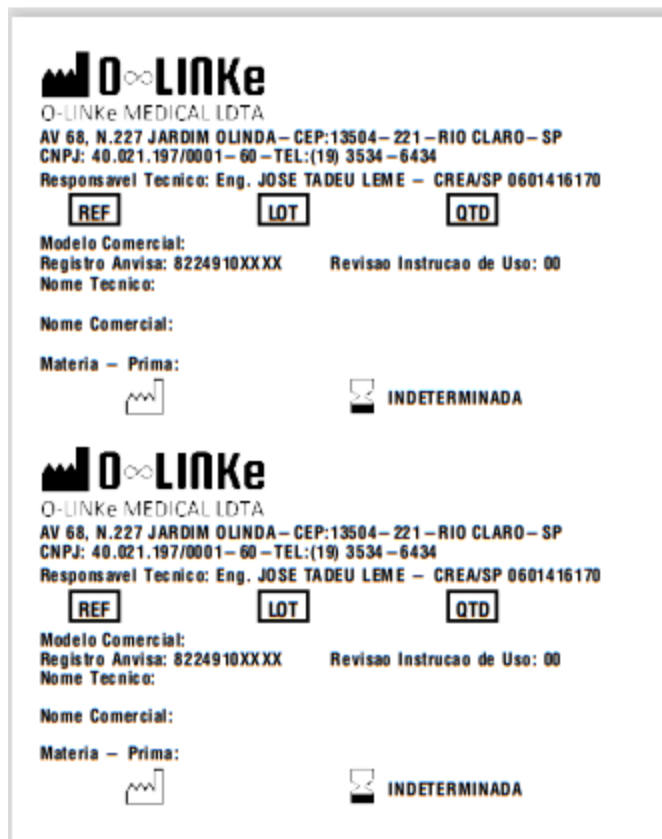 O∞LINKe
O-LINKe MEDICAL LDTA
AV 68, N.227 JARDIM OLINDA – CEP:13504 – 221 – RIO CLARO – SP
CNPJ: 40.021.197/0001 – 60 – TEL:(19) 3534 – 6434
Responsavel Tecnico: Eng. JOSE TADEU LEME – CREA/SP 0601416170
REF LOT QTD
Modelo Comercial:
Registro Anvisa: 8224910XXXX Revisao Instrucao de Uso: 00
Nome Tecnico:
Nome Comercial:
Materia – Prima:
INDETERMINADA
O∞LINKe
O-LINKe MEDICAL LDTA
AV 68, N.227 JARDIM OLINDA – CEP:13504 – 221 – RIO CLARO – SP
CNPJ: 40.021.197/0001 – 60 – TEL:(19) 3534 – 6434
Responsavel Tecnico: Eng. JOSE TADEU LEME – CREA/SP 0601416170
REF LOT QTD
Modelo Comercial:
Registro Anvisa: 8224910XXXX Revisao Instrucao de Uso: 00
Nome Tecnico:
Nome Comercial:
Materia – Prima:
INDETERMINADA